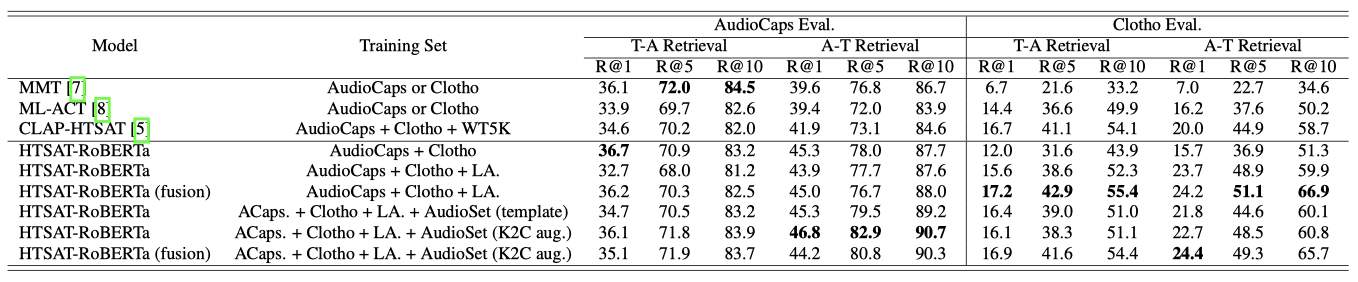 AudioCaps Eval. Clotho Eval.
Model Training Set T-A Retrieval A-T Retrieval T-A Retrieval A-T Retrieval
R@1 R@5 R@10 R@1 R@5 R@10 R@1 R@5 R@10 R@1 R@5 R@10
MMT [7] AudioCaps or Clotho 36.1 72.0 84.5 39.6 76.8 86.7 6.7 21.6 33.2 7.0 22.7 34.6
ML-ACT [8] AudioCaps or Clotho 33.9 69.7 82.6 39.4 72.0 83.9 14.4 36.6 49.9 16.2 37.6 50.2
CLAP-HTSAT [5] AudioCaps + Clotho + WT5K 34.6 70.2 82.0 41.9 73.1 84.6 16.7 41.1 54.1 20.0 44.9 58.7
HTSAT-RoBERTa AudioCaps + Clotho 36.7 70.9 83.2 45.3 78.0 87.7 12.0 31.6 43.9 15.7 36.9 51.3
HTSAT-RoBERTa AudioCaps + Clotho + LA. 32.7 68.0 81.2 43.9 77.7 87.6 15.6 38.6 52.3 23.7 48.9 59.9
HTSAT-RoBERTa (fusion) AudioCaps + Clotho + LA. 36.2 70.3 82.5 45.0 76.7 88.0 17.2 42.9 55.4 24.2 51.1 66.9
HTSAT-RoBERTa ACaps. + Clotho + LA. + AudioSet (template) 34.7 70.5 83.2 45.3 79.5 89.2 16.4 39.0 51.0 21.8 44.6 60.1
HTSAT-RoBERTa ACaps. + Clotho + LA. + AudioSet (K2C aug.) 36.1 71.8 83.9 46.8 82.9 90.7 16.1 38.3 51.1 22.7 48.5 60.8
HTSAT-RoBERTa (fusion) ACaps. + Clotho + LA. + AudioSet (K2C aug.) 35.1 71.9 83.7 44.2 80.8 90.3 16.9 41.6 54.4 24.4 49.3 65.7